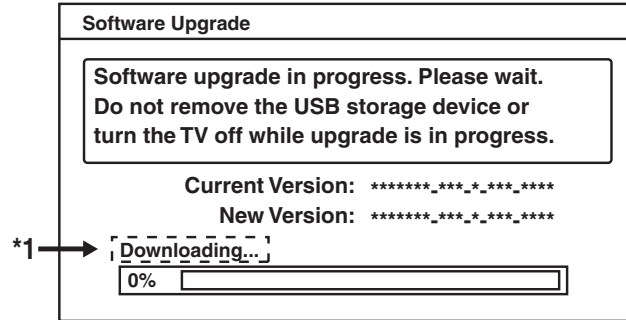 Software Upgrade
Software upgrade in progress. Please wait.
Do not remove the USB storage device or
turn the TV off while upgrade is in progress.
Current Version: *******_***_*_***_****
New Version: *******_***_*_***_****
*1
Downloading...
0%